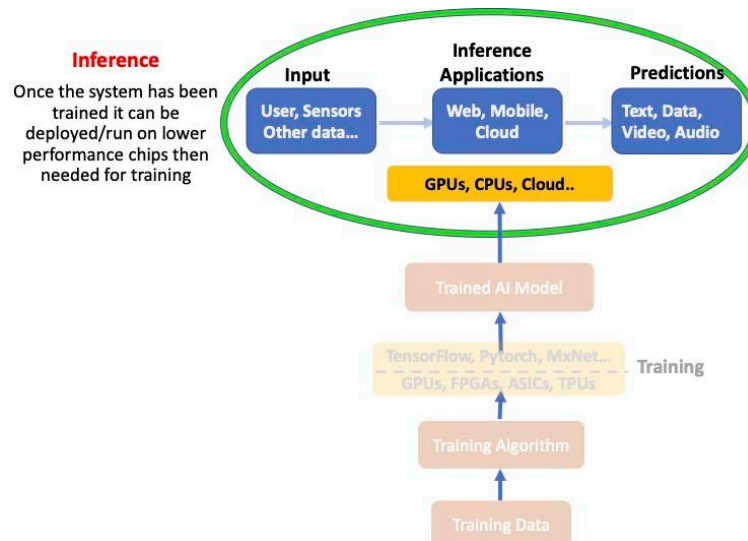 Inference
Once the system has been
trained it can be
deployed/run on lower
performance chips then
needed for training
Inference
Applications
Input
Predictions
User, Sensors
Other data...
Web, Mobile,
Cloud
Text, Data,
Video, Audio
GPUs, CPUs, Cloud..
Trained AI Model
TensorFlow, Pytorch, MxNet...
GPUs, FPGAs, ASICs, TPUs
Training
Training Algorithm
Training Data